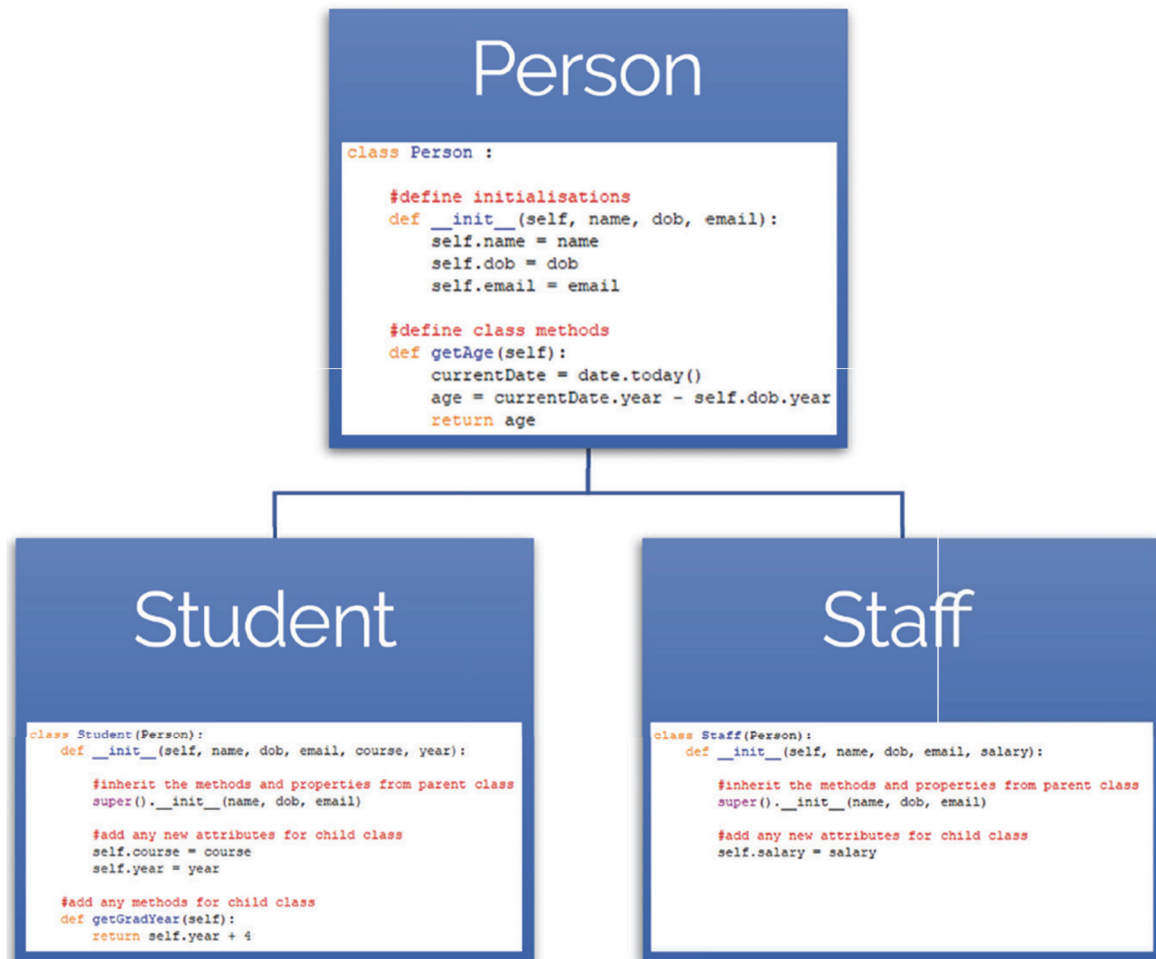 Person
class Person :
#define initialisations
def __init__(self, name, dob, email):
self.name = name
self.dob = dob
self.email = email
#define class methods
def getAge(self):
currentDate = date.today()
age = currentDate.year - self.dob.year
return age
Student
class Student(Person):
def __init__(self, name, dob, email, course, year):
#inherit the methods and properties from parent class
super().__init__(name, dob, email)
#add any new attributes for child class
self.course = course
self.year = year
#add any methods for child class
def getGradYear(self):
return self.year + 4
Staff
class Staff(Person):
def __init__(self, name, dob, email, salary):
#inherit the methods and properties from parent class
super().__init__(name, dob, email)
#add any new attributes for child class
self.salary = salary